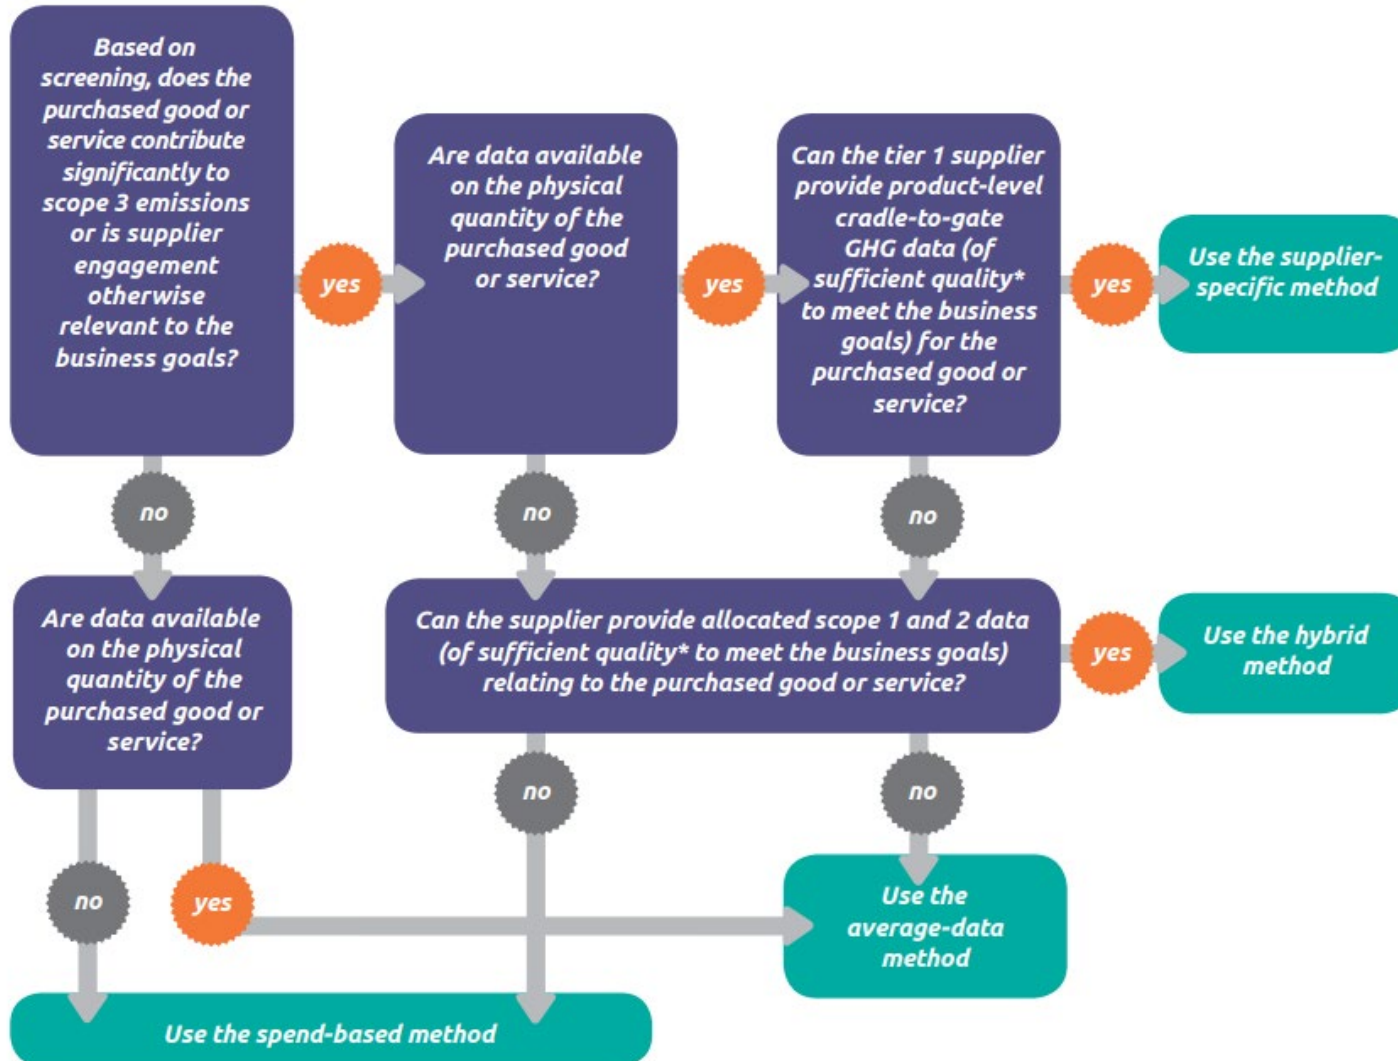 Based on
screening, does the
purchased good or
service contribute
significantly to
scope 3 emissions
or is supplier
engagement
otherwise
relevant to the
business goals?
yes
Are data available
on the physical
quantity of the
purchased good
or service?
yes
Can the tier 1 supplier
provide product-level
cradle-to-gate
GHG data (of
sufficient quality*
to meet the business
goals) for the
purchased good or
service?
yes
Use the supplier-
specific method
no
no
no
Are data available
on the physical
quantity of the
purchased good or
service?
Can the supplier provide allocated scope 1 and 2 data
(of sufficient quality* to meet the business goals)
relating to the purchased good or service?
yes
Use the hybrid
method
no
yes
no
no
Use the
average-data
method
Use the spend-based method